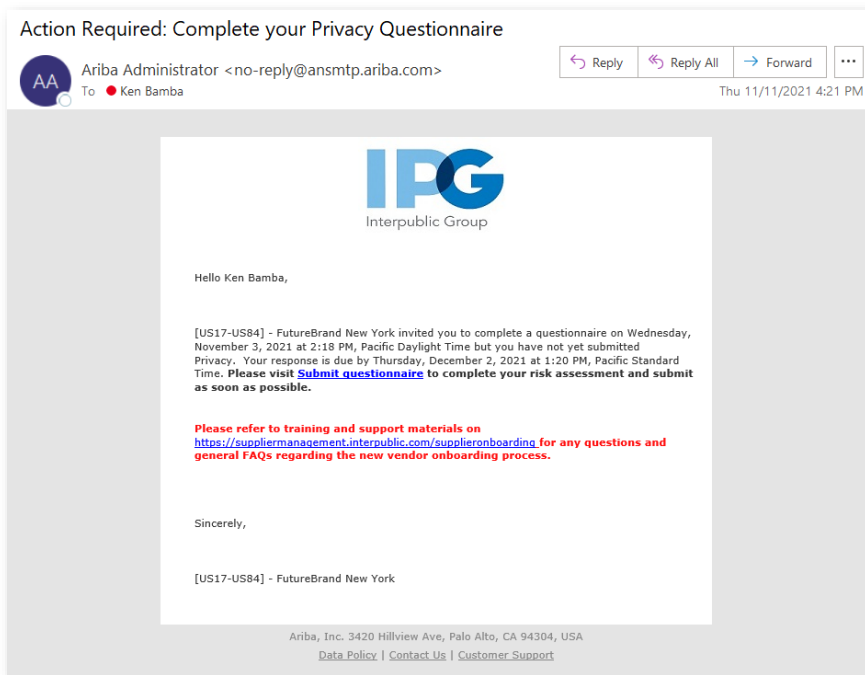 Action Required: Complete your Privacy Questionnaire
AA
Ariba Administrator <no-reply@ansmtp.ariba.com>
To Ken Bamba
Reply
Reply All
Forward
Thu 11/11/2021 4:21 PM
IPG
Interpublic Group
Hello Ken Bamba,
[US17-US84] - FutureBrand New York invited you to complete a questionnaire on Wednesday,
November 3, 2021 at 2:18 PM, Pacific Daylight Time but you have not yet submitted
Privacy. Your response is due by Thursday, December 2, 2021 at 1:20 PM, Pacific Standard
Time. Please visit Submit questionnaire to complete your risk assessment and submit
as soon as possible.
Please refer to training and support materials on
https://suppliermanagement.interpublic.com/supplieronboarding for any questions and
general FAQs regarding the new vendor onboarding process.
Sincerely,
[US17-US84] - FutureBrand New York
Ariba, Inc. 3420 Hillview Ave, Palo Alto, CA 94304, USA
Data Policy | Contact Us | Customer Support